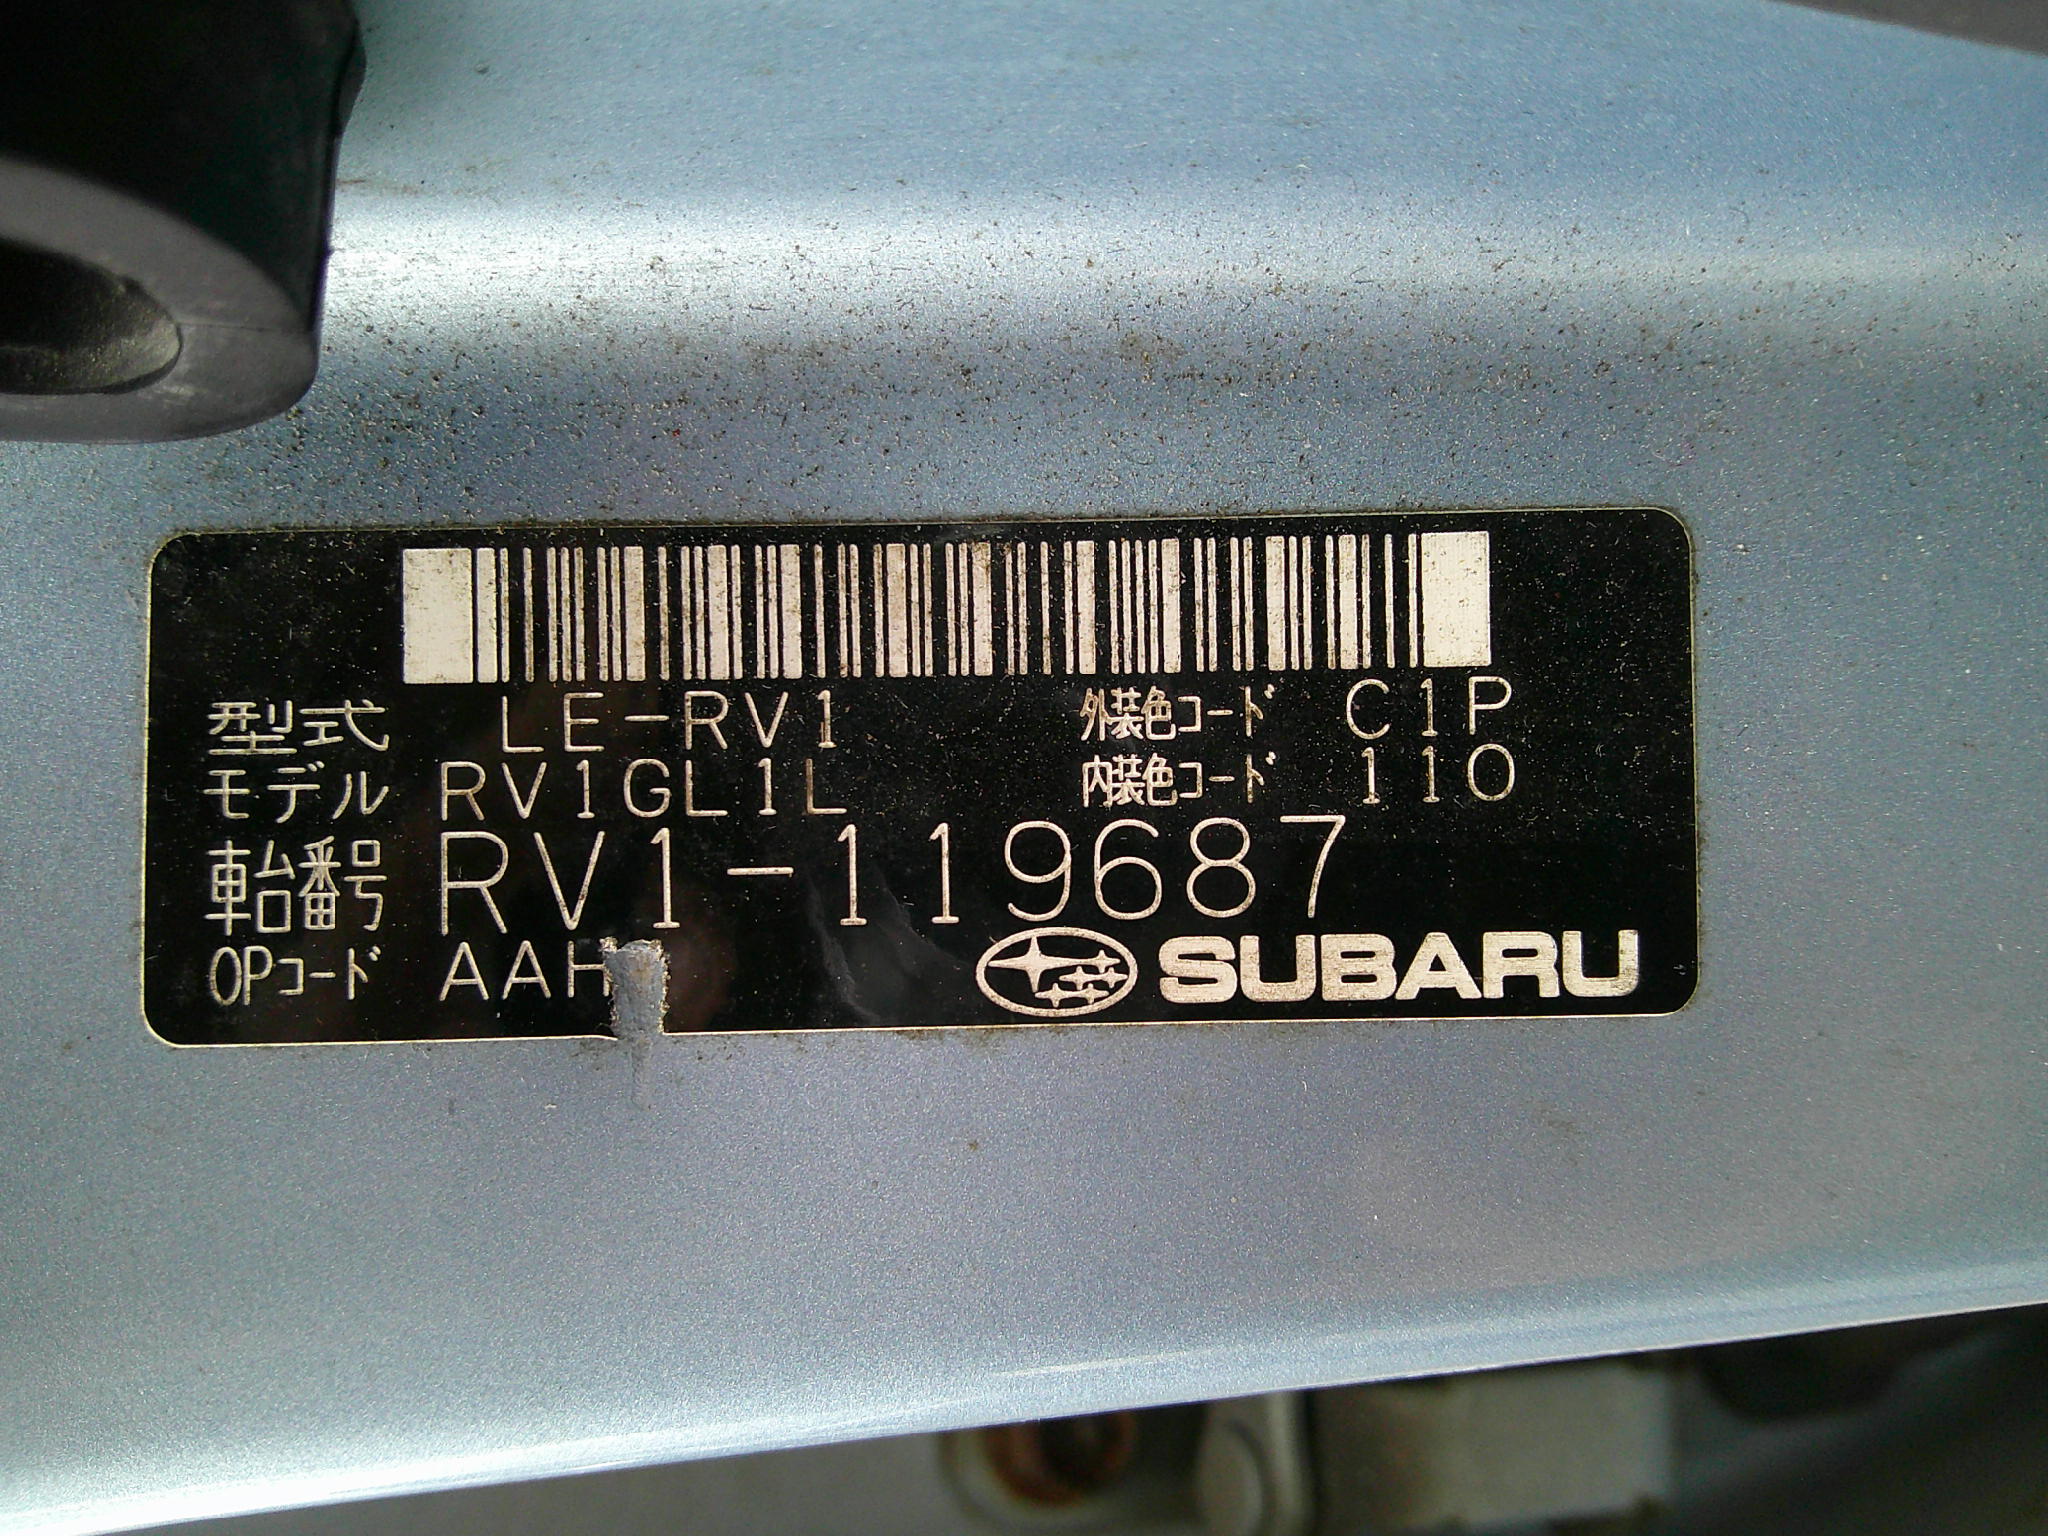 型式 LE-RV1 外装色コード C1P
モデル RV1GL1L 内装色コード 110
車台番号 RV1-119687
OPコード AAH
SUBARU